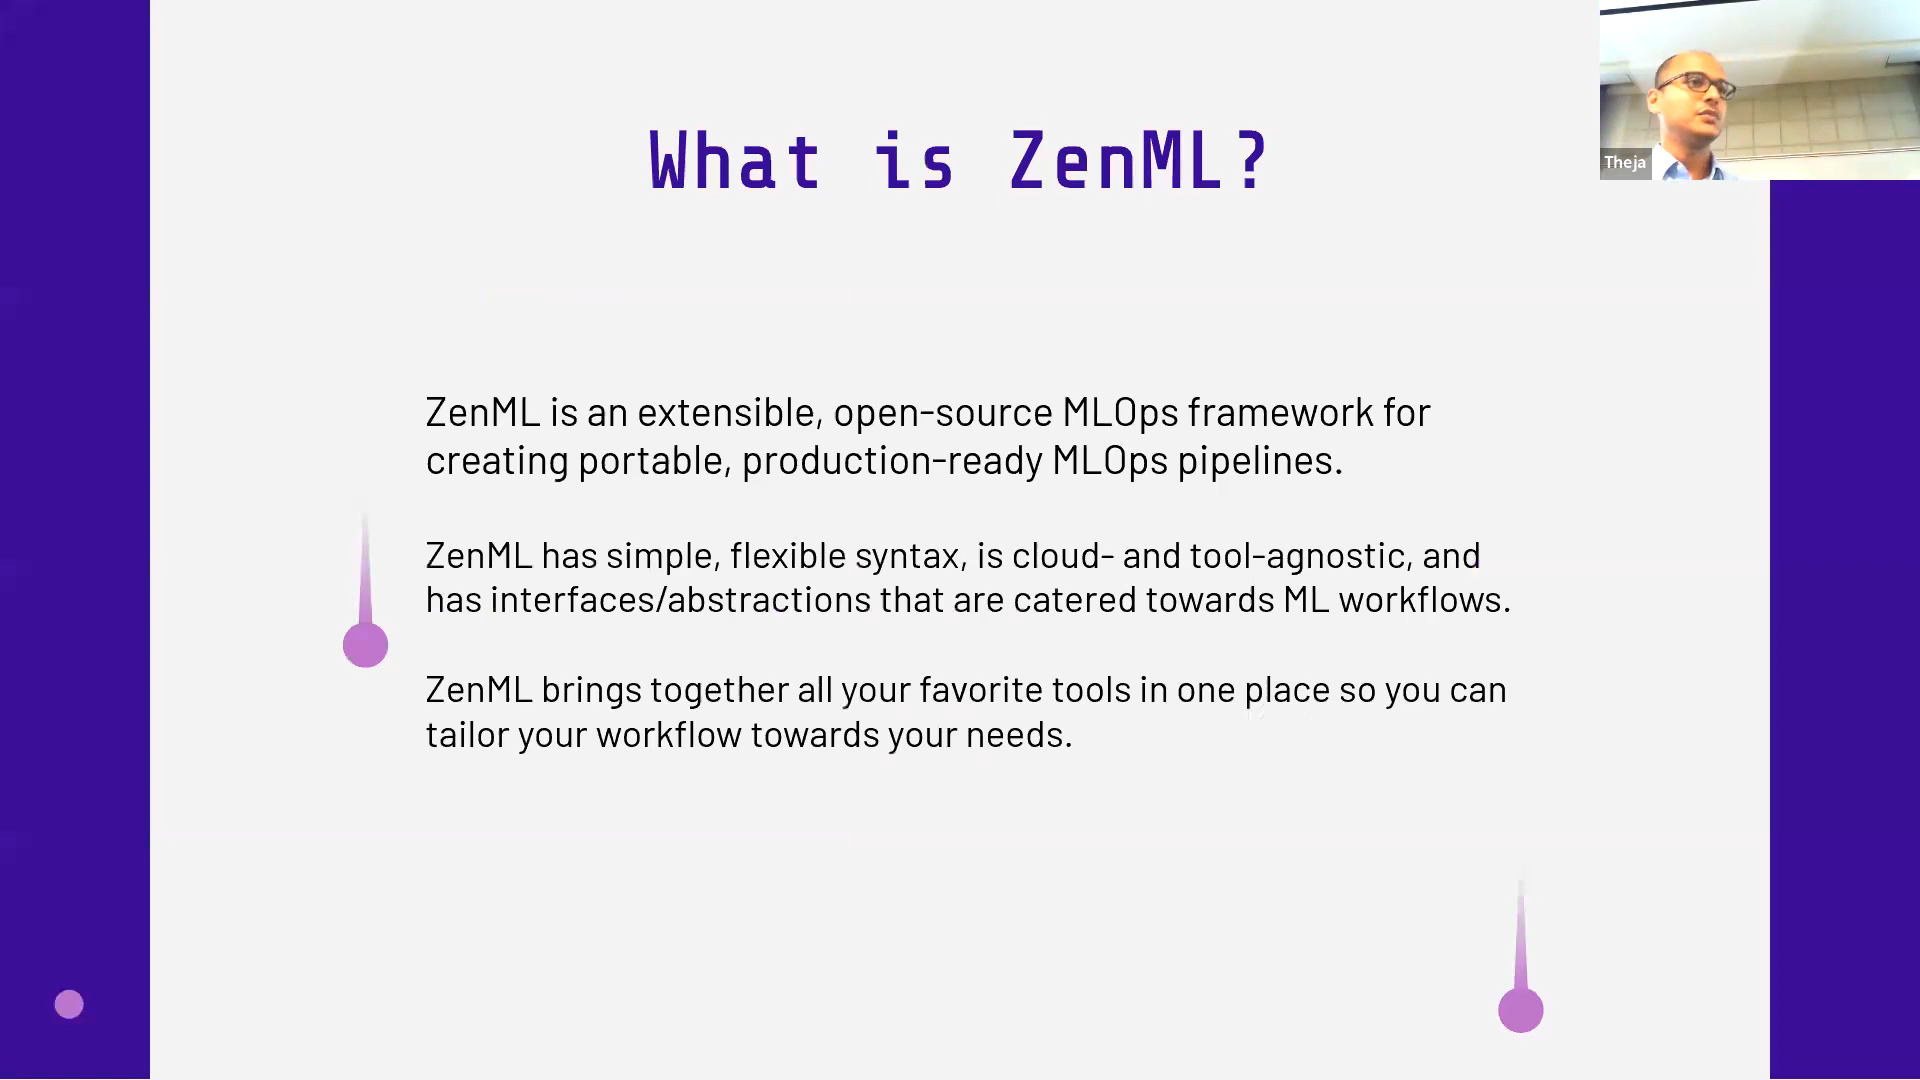 What is ZenML?
Theja
ZenML is an extensible, open-source MLOps framework for
creating portable, production-ready MLOps pipelines.
ZenML has simple, flexible syntax, is cloud- and tool-agnostic, and
has interfaces/abstractions that are catered towards ML workflows.
ZenML brings together all your favorite tools in one place so you can
tailor your workflow towards your needs.